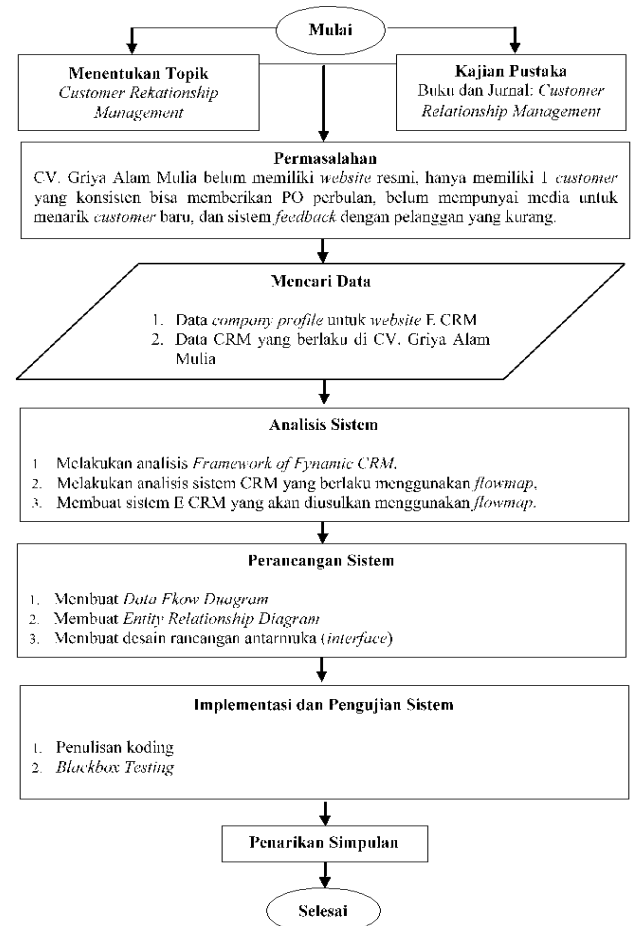 Mulai
Menentukan Topik
Customer Rekationship
Management
Kajian Pustaka
Buku dan Jurnal: Customer
Relationship Management
Permasalahan
CV. Griya Alam Mulia belum memiliki website resmi, hanya memiliki 1 customer
yang konsisten bisa memberikan PO perbulan, belum mempunyai media untuk
menarik customer baru, dan sistem feedback dengan pelanggan yang kurang.
Mencari Data
1. Data company profile untuk website E CRM
2. Data CRM yang berlaku di CV. Griya Alam
Mulia
Analisis Sistem
1 Melakukan analisis Framework of Fynamic CRM,
2. Melakukan analisis sistem CRM yang berlaku menggunakan flowmap,
3. Membuat sistem E CRM yang akan diusulkan menggunakan flowmap.
Perancangan Sistem
1. Membuat Data Fkow Duagram
2. Membuat Entity Relationship Diagram
3. Membuat desain rancangan antarmuka (interface)
Implementasi dan Pengujian Sistem
1. Penulisan koding
2. Blackbox Testing
Penarikan Simpulan
Selesai